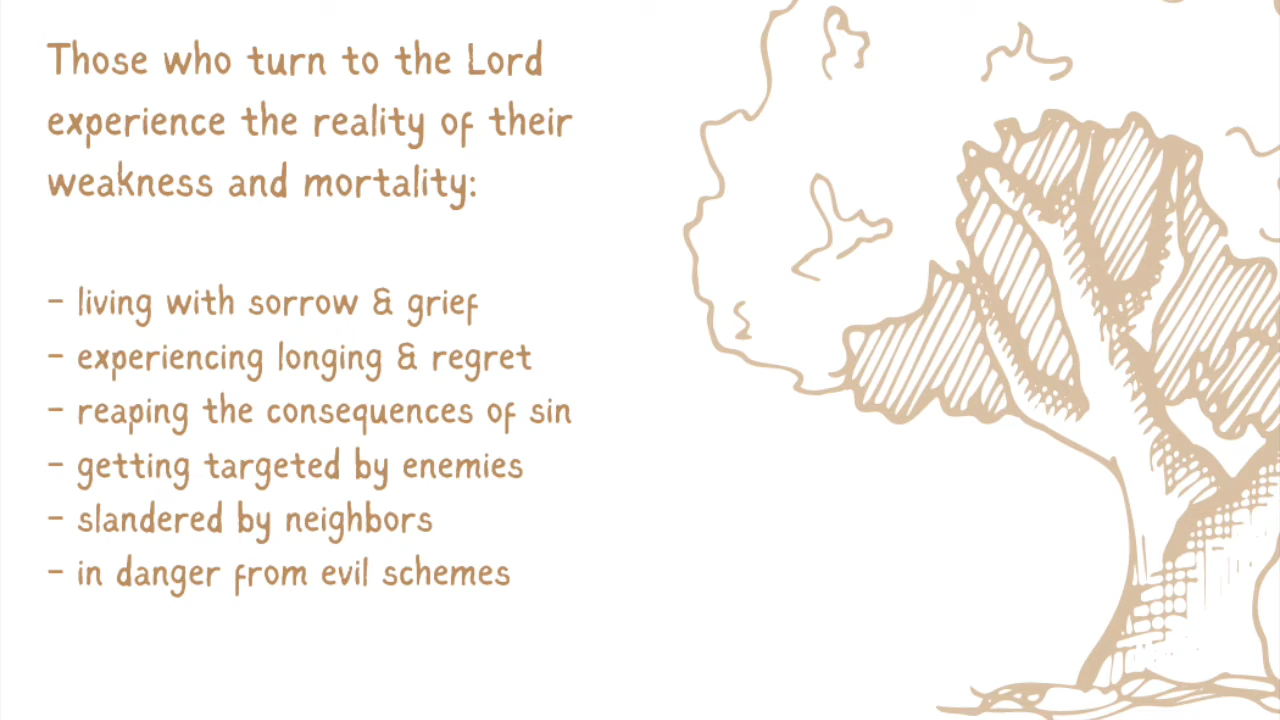 Those who turn to the Lord
experience the reality of their
weakness and mortality:
- living with sorrow & grief
- experiencing longing & regret
- reaping the consequences of sin
- getting targeted by enemies
- slandered by neighbors
- in danger from evil schemes